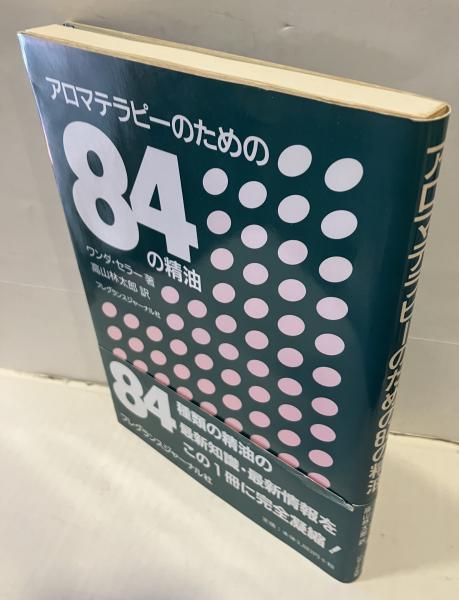 アロマテラピーのための
84
の精油
ワンダ・セラー 著
高山林太郎 訳
フレグランスジャーナル社
84
種類の精油の
最新知識・最新情報を
この1冊に完全凝縮！
フレグランスジャーナル社
アロマテラピーのための84の精油